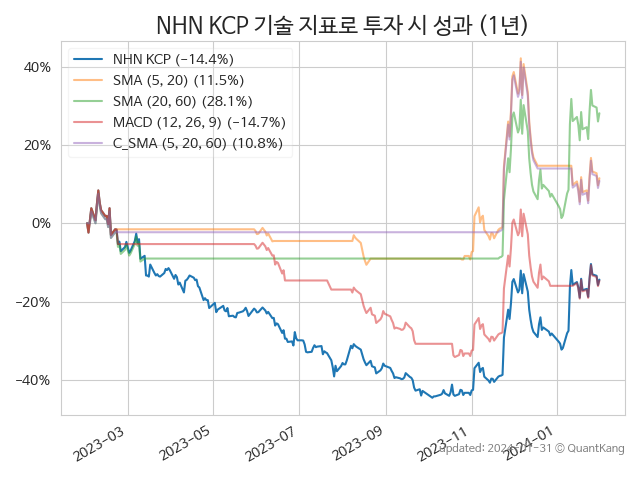 NHN KCP 기술 지표로 투자 시 성과 (1년)
NHN KCP (−14.4%)
SMA (5, 20) (11.5%)
SMA (20, 60) (28.1%)
MACD (12, 26, 9) (−14.7%)
C_SMA (5, 20, 60) (10.8%)
40%
20%
0%
−20%
−40%
2023−03
2023−05
2023−07
2023−09
2023−11
2024−01
updated: 2024-01-31 © QuantKang